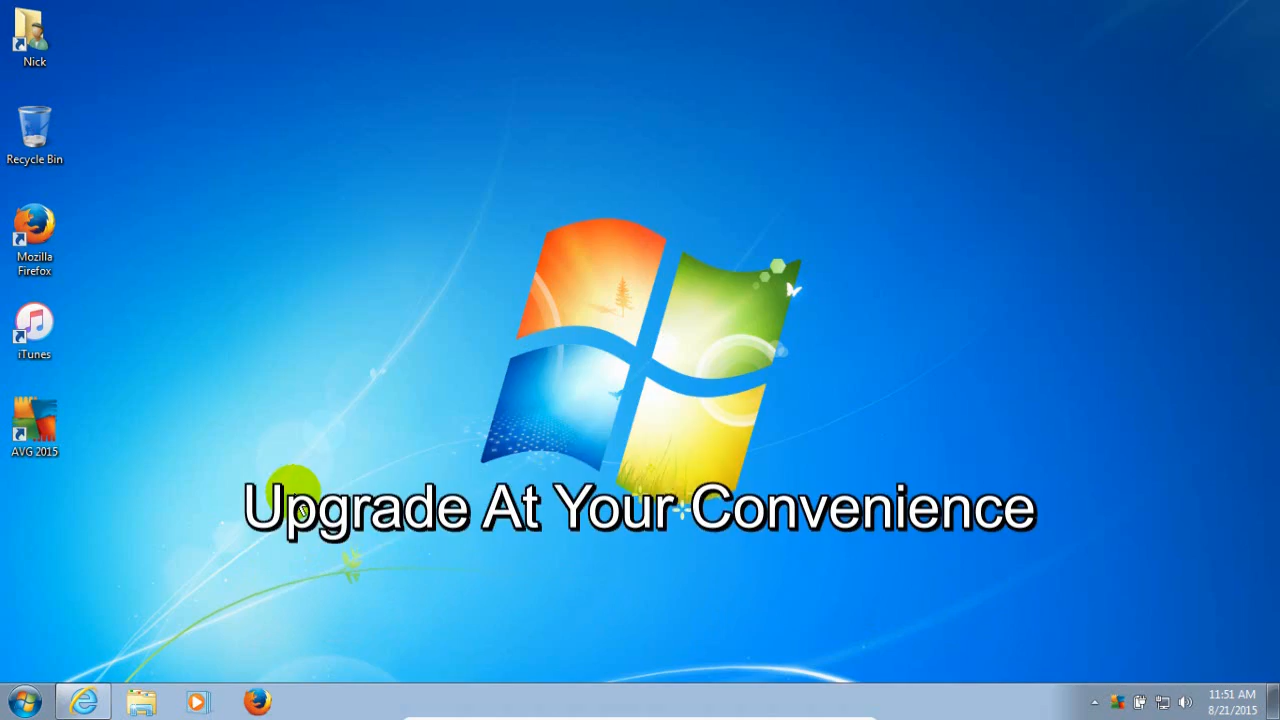 Nick
Recycle Bin
Mozilla
Firefox
iTunes
AVG 2015
Upgrade At Your Convenience
11:51 AM
8/21/2015